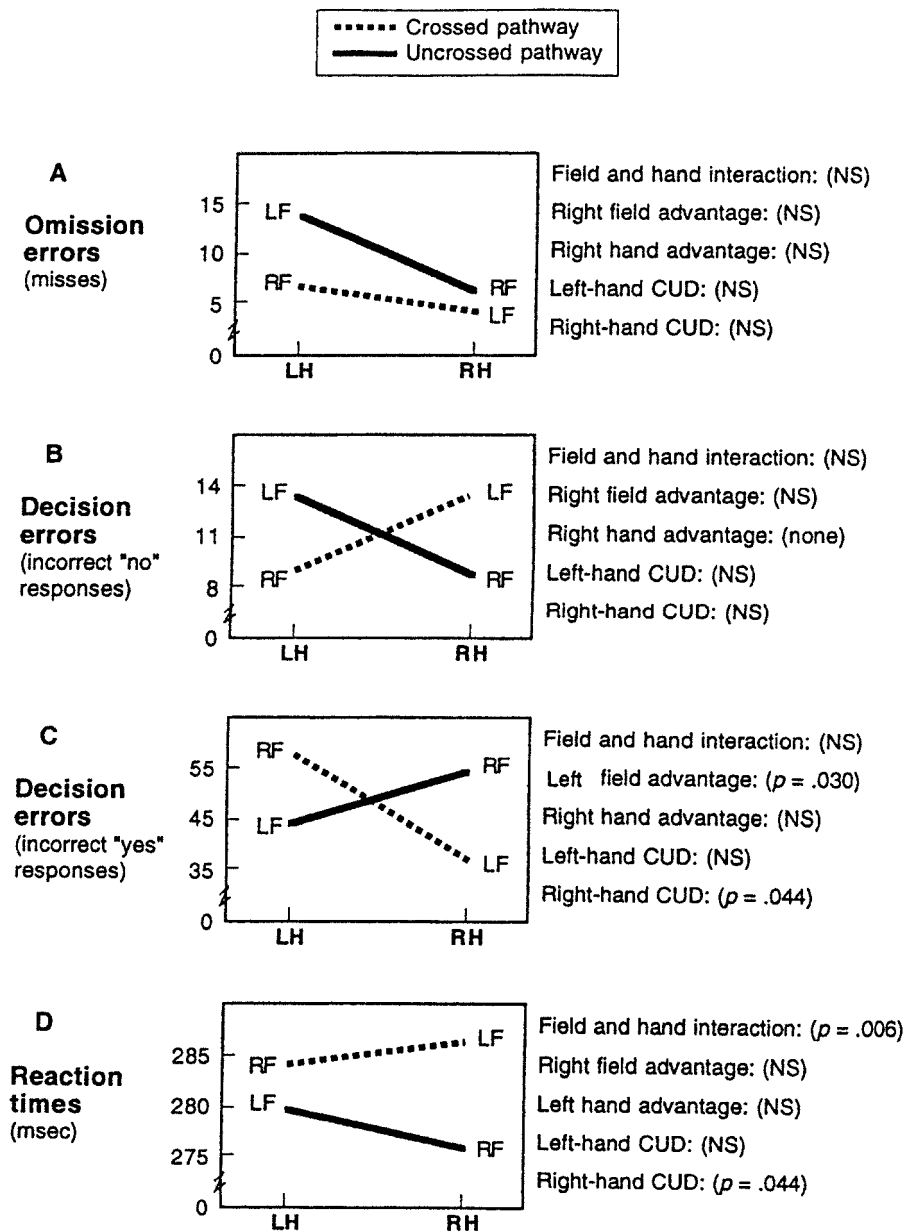 Crossed pathway
Uncrossed pathway
A
Omission
errors
(misses)
15
10
5
0
LF
RF
RF
LF
LH
RH
Field and hand interaction: (NS)
Right field advantage: (NS)
Right hand advantage: (NS)
Left-hand CUD: (NS)
Right-hand CUD: (NS)
B
Decision
errors
(incorrect "no"
responses)
14
11
8
0
LF
RF
LF
RF
LH
RH
Field and hand interaction: (NS)
Right field advantage: (NS)
Right hand advantage: (none)
Left-hand CUD: (NS)
Right-hand CUD: (NS)
C
Decision
errors
(incorrect "yes"
responses)
55
45
35
0
RF
LF
RF
LF
LH
RH
Field and hand interaction: (NS)
Left field advantage: (p = .030)
Right hand advantage: (NS)
Left-hand CUD: (NS)
Right-hand CUD: (p = .044)
D
Reaction
times
(msec)
285
280
275
0
RF
LF
LF
RF
LH
RH
Field and hand interaction: (p = .006)
Right field advantage: (NS)
Left hand advantage: (NS)
Left-hand CUD: (NS)
Right-hand CUD: (p = .044)